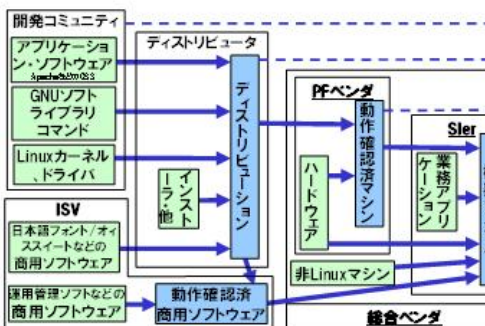 開発コミュニティ
アプリケーショ
ン・ソフトウェア
GNUソフト
ライブラリ
コマンド
Linuxカーネル
、ドライバ
ディストリビュータ
ディストリビューション
インスト
ーラ・他
ISV
日本語フォント/オィ
ススイートなどの
商用ソフトウェア
運用管理ソフトなどの
商用ソフトウェア
動作確認済
商用ソフトウェア
PFベンダ
動作確認済マシン
ハードウェア
SIer
業務アプリ
ケーション
非Linuxマシン
総合ベンダ